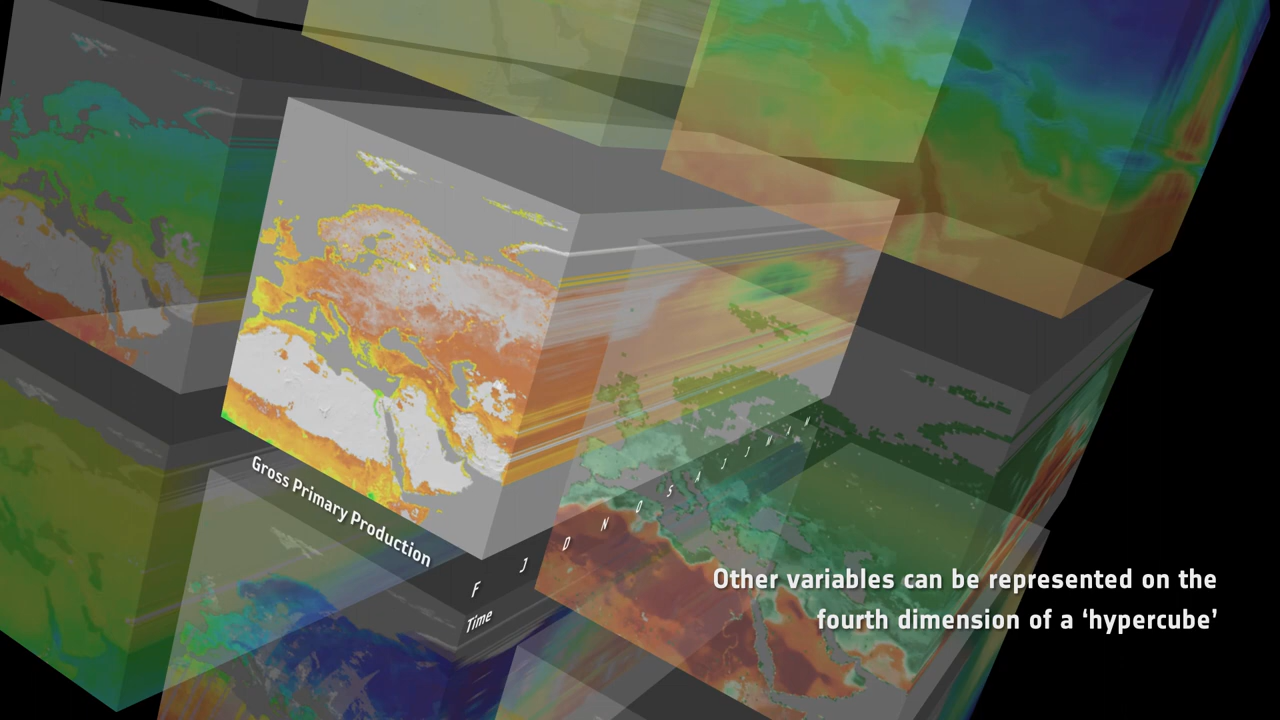 Gross Primary Production
F J D N O S A J J M A M
Time
Other variables can be represented on the
fourth dimension of a ‘hypercube’